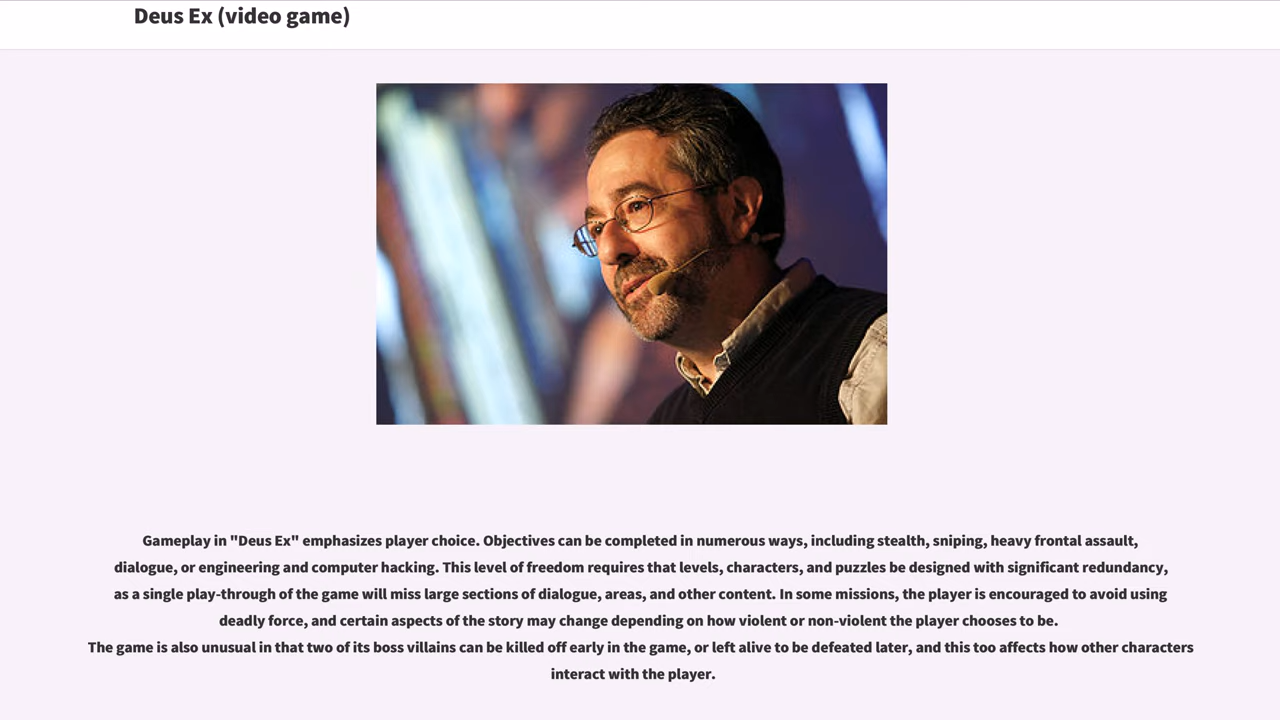 Deus Ex (video game)
Gameplay in "Deus Ex" emphasizes player choice. Objectives can be completed in numerous ways, including stealth, sniping, heavy frontal assault,
dialogue, or engineering and computer hacking. This level of freedom requires that levels, characters, and puzzles be designed with significant redundancy,
as a single play-through of the game will miss large sections of dialogue, areas, and other content. In some missions, the player is encouraged to avoid using
deadly force, and certain aspects of the story may change depending on how violent or non-violent the player chooses to be.
The game is also unusual in that two of its boss villains can be killed off early in the game, or left alive to be defeated later, and this too affects how other characters
interact with the player.